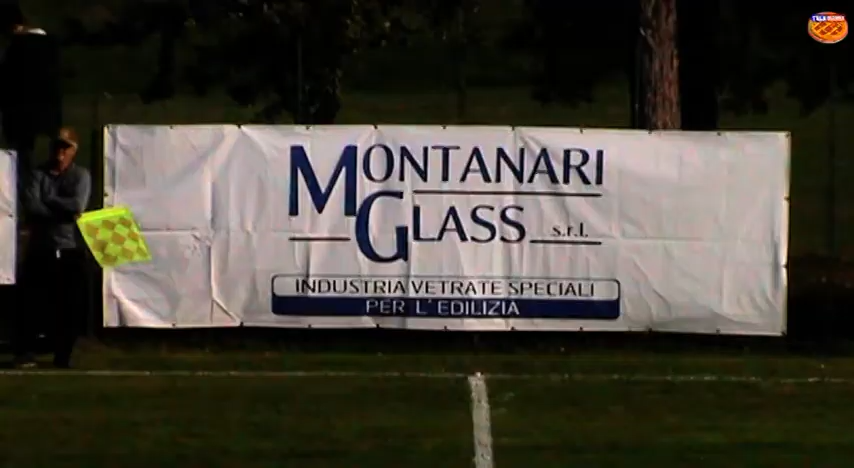 MONTANARI
GLASS s.r.l.
INDUSTRIA VETRATE SPECIALI
PER L'EDILIZIA